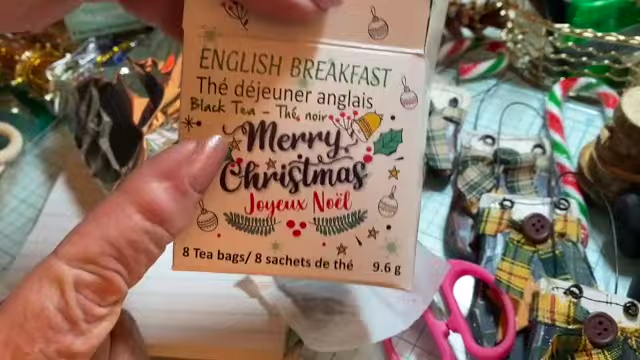 ENGLISH BREAKFAST
Thé déjeuner anglais
Black Tea - Thé noir
Merry
Christmas
Joyeux Noël
8 Tea bags/ 8 sachets de thé 9.6 g